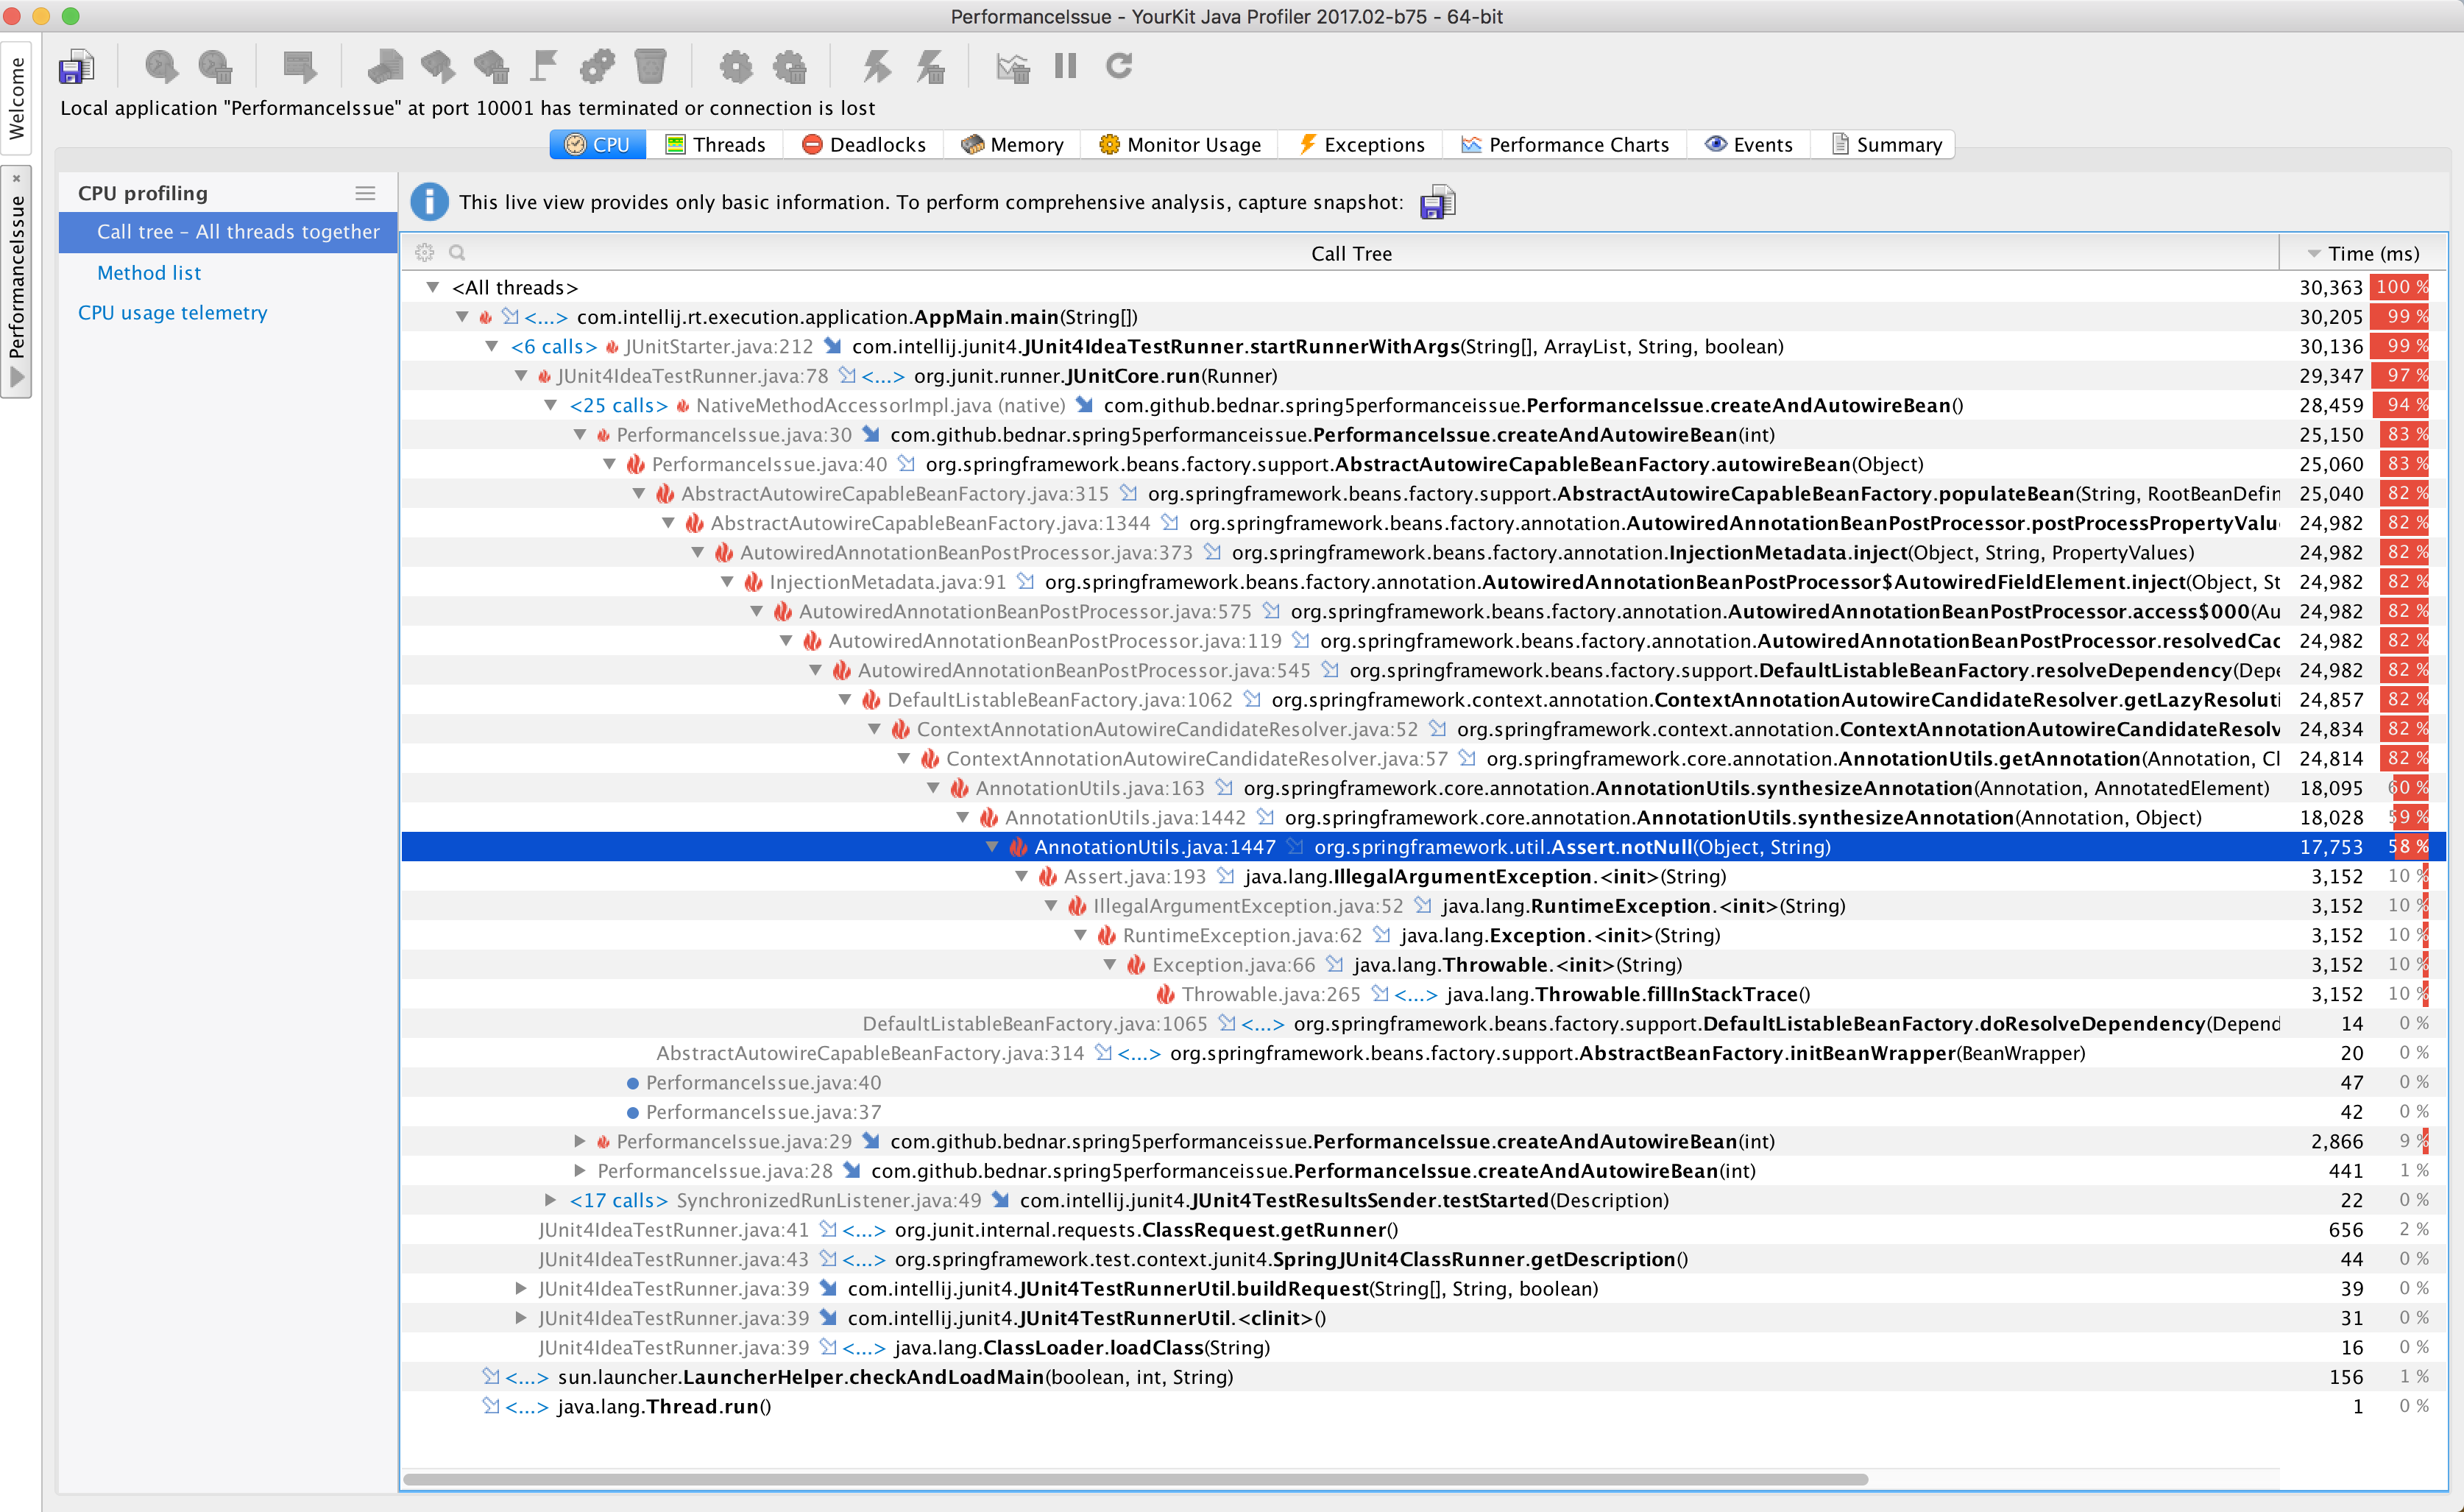 PerformanceIssue - YourKit Java Profiler 2017.02-b75 - 64-bit
Welcome
PerformanceIssue
Local application "PerformanceIssue" at port 10001 has terminated or connection is lost
CPU Threads Deadlocks Memory Monitor Usage Exceptions Performance Charts Events Summary
CPU profiling
Call tree – All threads together
Method list
CPU usage telemetry
This live view provides only basic information. To perform comprehensive analysis, capture snapshot:
Call Tree Time (ms)
<All threads> 30,363 100 %
<...> com.intellij.rt.execution.application.AppMain.main(String[]) 30,205 99 %
<6 calls> JUnitStarter.java:212 com.intellij.junit4.JUnit4IdeaTestRunner.startRunnerWithArgs(String[], ArrayList, String, boolean) 30,136 99 %
JUnit4IdeaTestRunner.java:78 <...> org.junit.runner.JUnitCore.run(Runner) 29,347 97 %
<25 calls> NativeMethodAccessorImpl.java (native) com.github.bednar.spring5performanceissue.PerformanceIssue.createAndAutowireBean() 28,459 94 %
PerformanceIssue.java:30 com.github.bednar.spring5performanceissue.PerformanceIssue.createAndAutowireBean(int) 25,150 83 %
PerformanceIssue.java:40 org.springframework.beans.factory.support.AbstractAutowireCapableBeanFactory.autowireBean(Object) 25,060 83 %
AbstractAutowireCapableBeanFactory.java:315 org.springframework.beans.factory.support.AbstractAutowireCapableBeanFactory.populateBean(String, RootBeanDefin 25,040 82 %
AbstractAutowireCapableBeanFactory.java:1344 org.springframework.beans.factory.annotation.AutowiredAnnotationBeanPostProcessor.postProcessPropertyValu 24,982 82 %
AutowiredAnnotationBeanPostProcessor.java:373 org.springframework.beans.factory.annotation.InjectionMetadata.inject(Object, String, PropertyValues) 24,982 82 %
InjectionMetadata.java:91 org.springframework.beans.factory.annotation.AutowiredAnnotationBeanPostProcessor$AutowiredFieldElement.inject(Object, St 24,982 82 %
AutowiredAnnotationBeanPostProcessor.java:575 org.springframework.beans.factory.annotation.AutowiredAnnotationBeanPostProcessor.access$000(Au 24,982 82 %
AutowiredAnnotationBeanPostProcessor.java:119 org.springframework.beans.factory.annotation.AutowiredAnnotationBeanPostProcessor.resolvedCac 24,982 82 %
AutowiredAnnotationBeanPostProcessor.java:545 org.springframework.beans.factory.support.DefaultListableBeanFactory.resolveDependency(Depe 24,982 82 %
DefaultListableBeanFactory.java:1062 org.springframework.context.annotation.ContextAnnotationAutowireCandidateResolver.getLazyResoluti 24,857 82 %
ContextAnnotationAutowireCandidateResolver.java:52 org.springframework.context.annotation.ContextAnnotationAutowireCandidateResolv 24,834 82 %
ContextAnnotationAutowireCandidateResolver.java:57 org.springframework.core.annotation.AnnotationUtils.getAnnotation(Annotation, Cl 24,814 82 %
AnnotationUtils.java:163 org.springframework.core.annotation.AnnotationUtils.synthesizeAnnotation(Annotation, AnnotatedElement) 18,095 60 %
AnnotationUtils.java:1442 org.springframework.core.annotation.AnnotationUtils.synthesizeAnnotation(Annotation, Object) 18,028 59 %
AnnotationUtils.java:1447 org.springframework.util.Assert.notNull(Object, String) 17,753 58 %
Assert.java:193 java.lang.IllegalArgumentException.<init>(String) 3,152 10 %
IllegalArgumentException.java:52 java.lang.RuntimeException.<init>(String) 3,152 10 %
RuntimeException.java:62 java.lang.Exception.<init>(String) 3,152 10 %
Exception.java:66 java.lang.Throwable.<init>(String) 3,152 10 %
Throwable.java:265 <...> java.lang.Throwable.fillInStackTrace() 3,152 10 %
DefaultListableBeanFactory.java:1065 <...> org.springframework.beans.factory.support.DefaultListableBeanFactory.doResolveDependency(Depend 14 0 %
AbstractAutowireCapableBeanFactory.java:314 <...> org.springframework.beans.factory.support.AbstractBeanFactory.initBeanWrapper(BeanWrapper) 20 0 %
PerformanceIssue.java:40 47 0 %
PerformanceIssue.java:37 42 0 %
PerformanceIssue.java:29 com.github.bednar.spring5performanceissue.PerformanceIssue.createAndAutowireBean(int) 2,866 9 %
PerformanceIssue.java:28 com.github.bednar.spring5performanceissue.PerformanceIssue.createAndAutowireBean(int) 441 1 %
<17 calls> SynchronizedRunListener.java:49 com.intellij.junit4.JUnit4TestResultsSender.testStarted(Description) 22 0 %
JUnit4IdeaTestRunner.java:41 <...> org.junit.internal.requests.ClassRequest.getRunner() 656 2 %
JUnit4IdeaTestRunner.java:43 <...> org.springframework.test.context.junit4.SpringJUnit4ClassRunner.getDescription() 44 0 %
JUnit4IdeaTestRunner.java:39 com.intellij.junit4.JUnit4TestRunnerUtil.buildRequest(String[], String, boolean) 39 0 %
JUnit4IdeaTestRunner.java:39 com.intellij.junit4.JUnit4TestRunnerUtil.<clinit>() 31 0 %
JUnit4IdeaTestRunner.java:39 <...> java.lang.ClassLoader.loadClass(String) 16 0 %
<...> sun.launcher.LauncherHelper.checkAndLoadMain(boolean, int, String) 156 1 %
<...> java.lang.Thread.run() 1 0 %